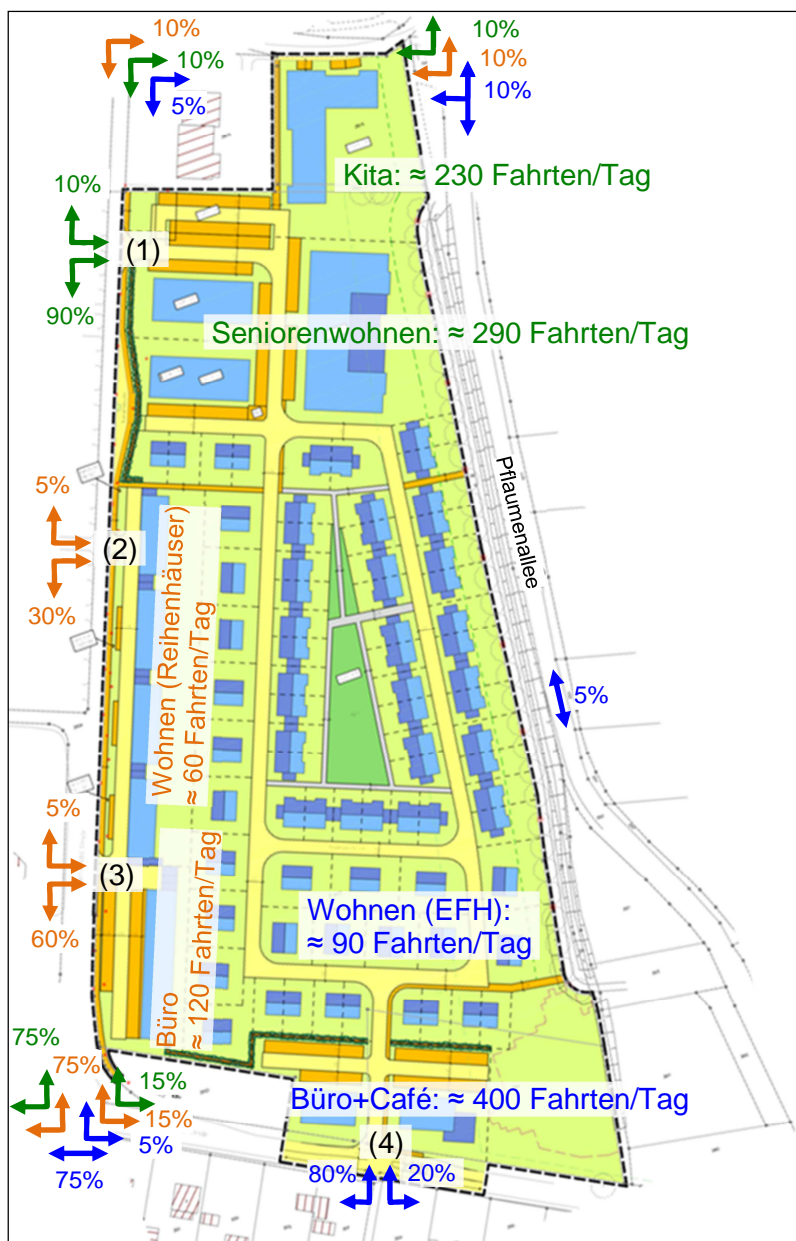 10%
10%
5%
10%
10%
10%
Kita: ≈ 230 Fahrten/Tag
10%
(1)
90%
Seniorenwohnen: ≈ 290 Fahrten/Tag
Pflaumenallee
5%
(2)
30%
Wohnen (Reihenhäuser)
≈ 60 Fahrten/Tag
5%
5%
(3)
60%
Büro
≈ 120 Fahrten/Tag
Wohnen (EFH):
≈ 90 Fahrten/Tag
75%
75%
15%
15%
5%
75%
Büro+Café: ≈ 400 Fahrten/Tag
(4)
80%
20%